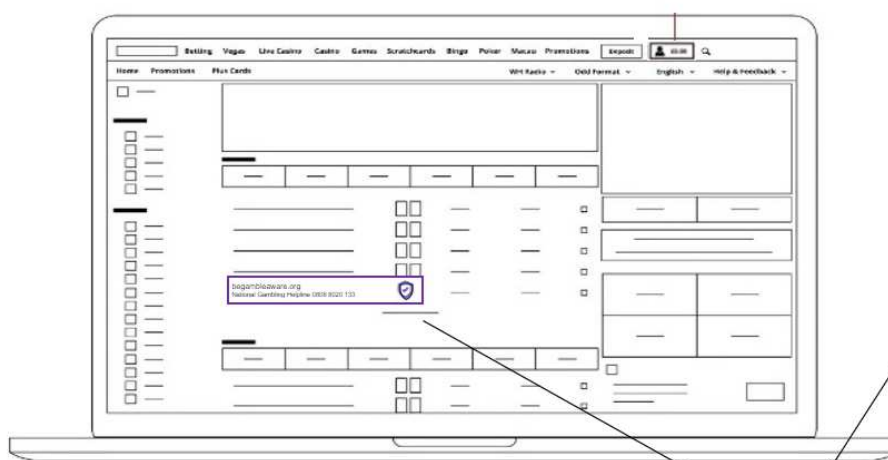 Betting Vegas Live Casino Casino Games Scratchcards Bingo Poker Macau Promotions Deposit
Home Promotions Plus Cards WH Radio Odd Format English Help & Feedback
begambleaware.org
National Gambling Helpline 0808 8020 133